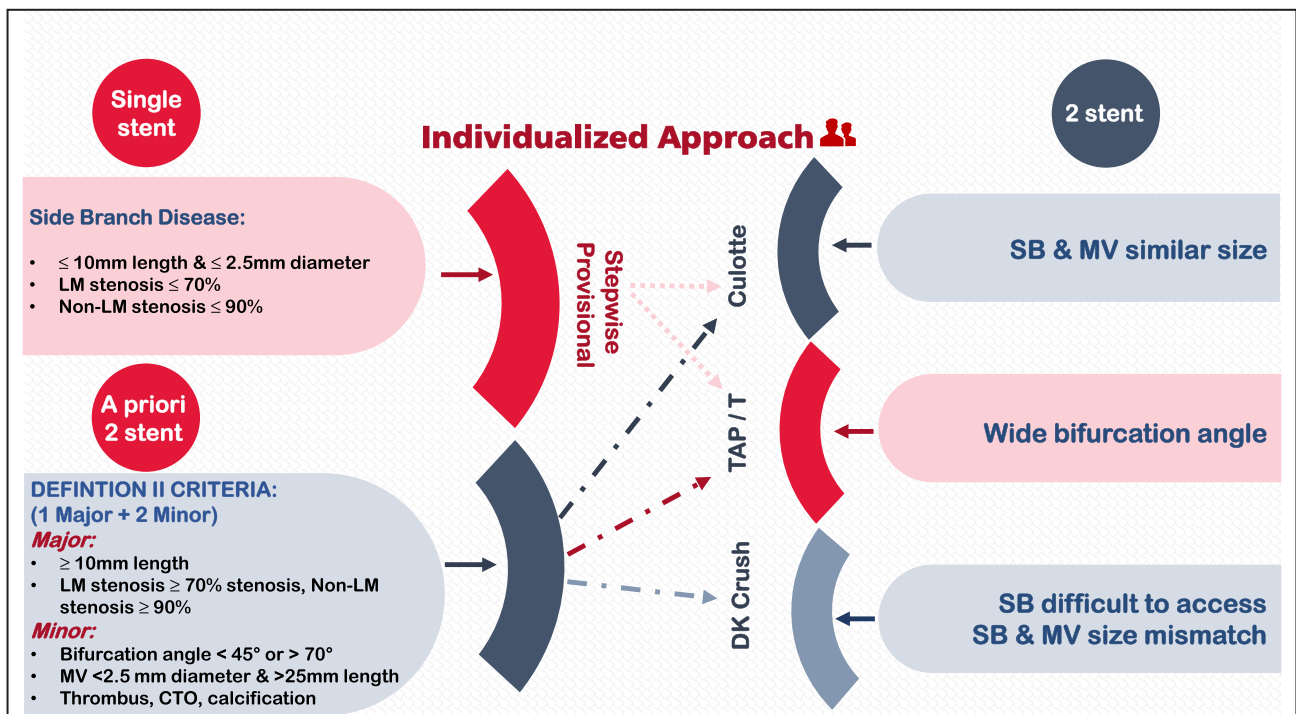 Single
stent
Individualized Approach
2 stent
Side Branch Disease:
• ≤ 10mm length & ≤ 2.5mm diameter
• LM stenosis ≤ 70%
• Non-LM stenosis ≤ 90%
Stepwise
Provisional
Culotte
SB & MV similar size
A priori
2 stent
TAP / T
Wide bifurcation angle
DEFINTION II CRITERIA:
(1 Major + 2 Minor)
Major:
• ≥ 10mm length
• LM stenosis ≥ 70% stenosis, Non-LM
stenosis ≥ 90%
Minor:
• Bifurcation angle < 45° or > 70°
• MV <2.5 mm diameter & >25mm length
• Thrombus, CTO, calcification
DK Crush
SB difficult to access
SB & MV size mismatch